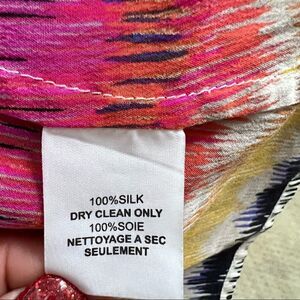 100%SILK
DRY CLEAN ONLY
100%SOIE
NETTOYAGE A SEC
SEULEMENT